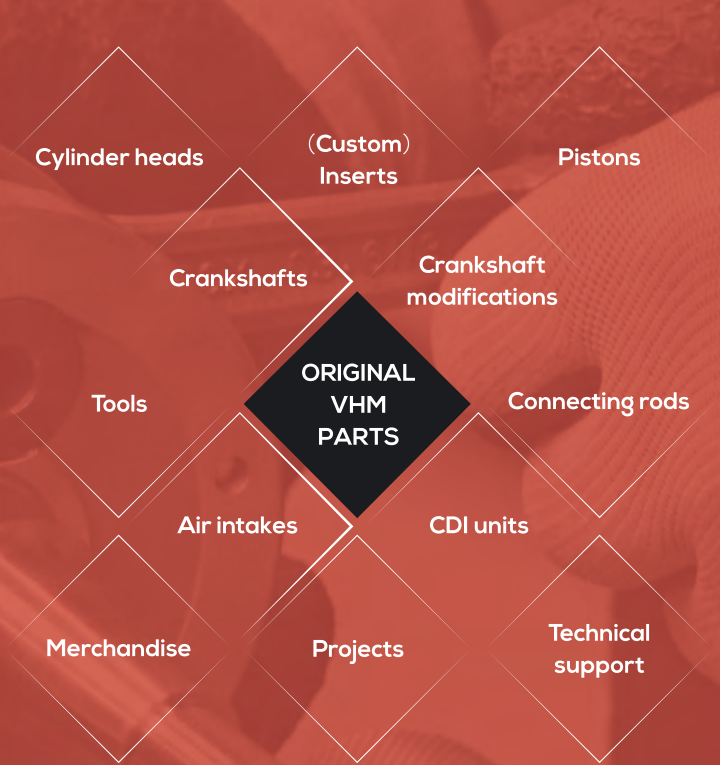 Cylinder heads
(Custom)
Inserts
Pistons
Crankshafts
Crankshaft
modifications
Tools
ORIGINAL
VHM
PARTS
Connecting rods
Air intakes
CDI units
Merchandise
Projects
Technical
support